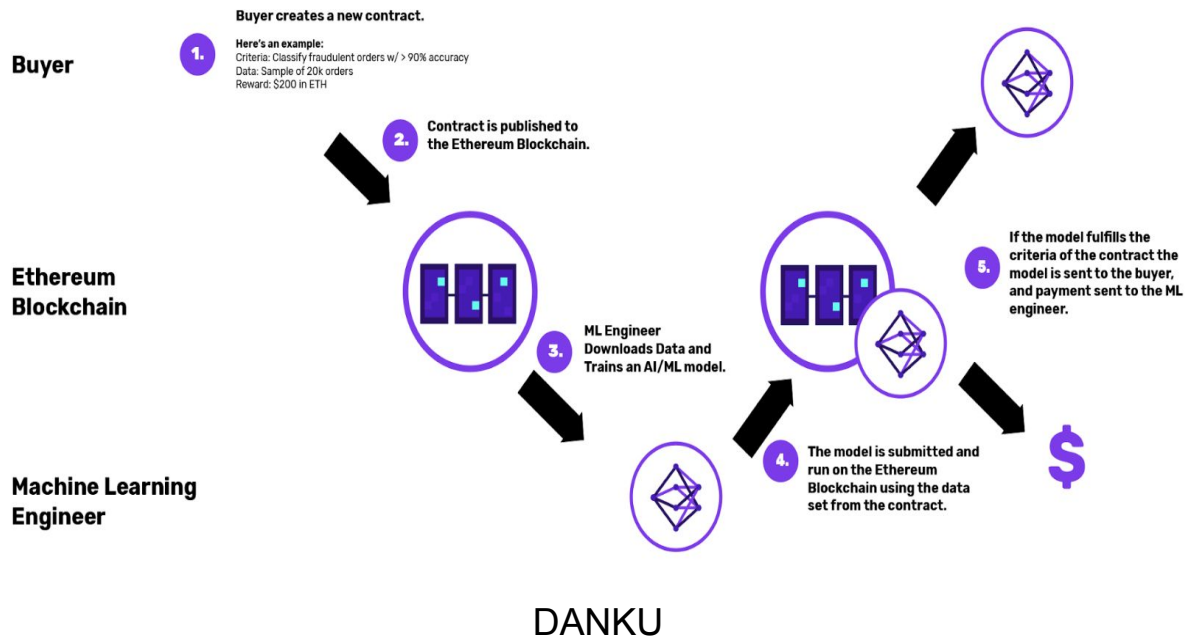 Buyer creates a new contract.
1.
Here's an example:
Criteria: Classify fraudulent orders w/ > 90% accuracy
Data: Sample of 20k orders
Reward: $200 in ETH
Buyer
2.
Contract is published to
the Ethereum Blockchain.
Ethereum
Blockchain
5.
If the model fulfills the
criteria of the contract the
model is sent to the buyer,
and payment sent to the ML
engineer.
3.
ML Engineer
Downloads Data and
Trains an AI/ML model.
4.
The model is submitted and
run on the Ethereum
Blockchain using the data
set from the contract.
$
Machine Learning
Engineer
DANKU